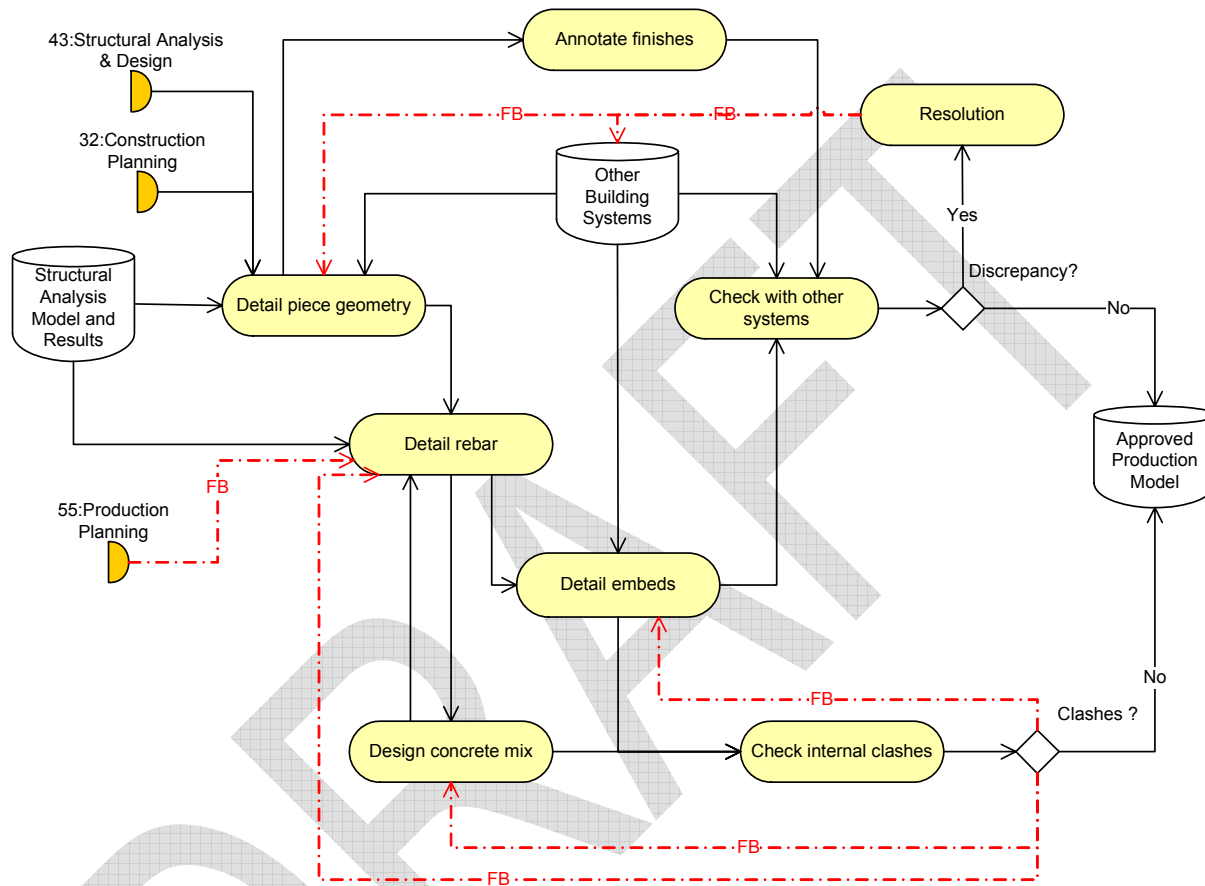 43:Structural Analysis
& Design
Annotate finishes
FB
FB
Resolution
32:Construction
Planning
Other
Building
Systems
Yes
Structural
Analysis
Model and
Results
Detail piece geometry
Discrepancy?
Check with other
systems
No
Approved
Production
Model
Detail rebar
FB
55:Production
Planning
Detail embeds
FB
No
Clashes ?
Design concrete mix
Check internal clashes
FB
FB
DRAFT